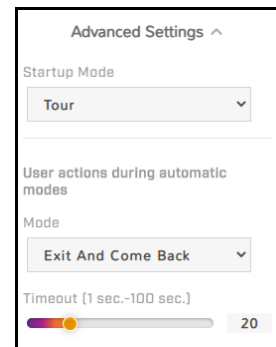 Advanced Settings
Startup Mode
Tour
User actions during automatic
modes
Mode
Exit And Come Back
Timeout (1 sec.-100 sec.)
20